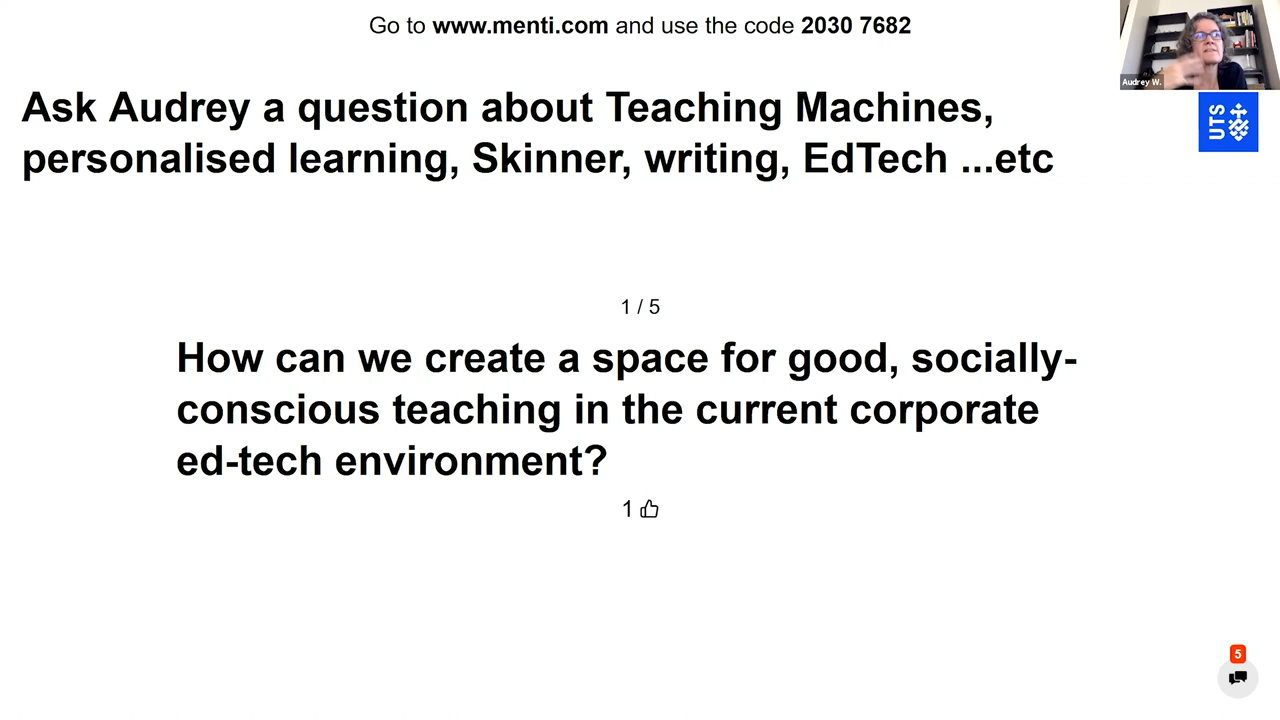 Go to www.menti.com and use the code 2030 7682
Audrey W.
Ask Audrey a question about Teaching Machines,
personalised learning, Skinner, writing, EdTech ...etc
UTS
1 / 5
How can we create a space for good, socially-
conscious teaching in the current corporate
ed-tech environment?
1
5